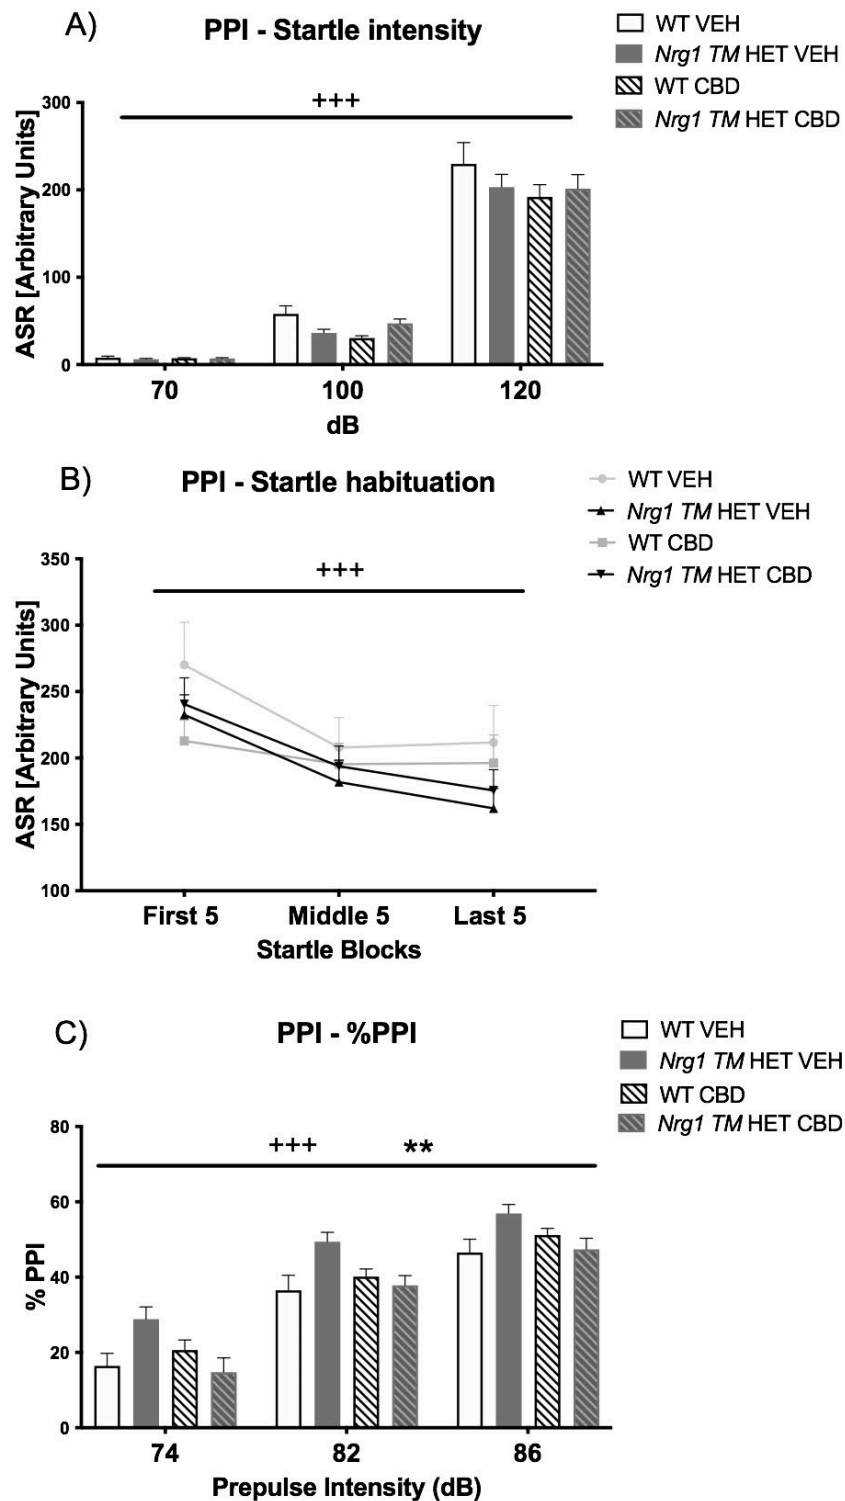 A)
PPI - Startle intensity
WT VEH
Nrg1 TM HET VEH
WT CBD
Nrg1 TM HET CBD
+++
300
200
100
0
ASR [Arbitrary Units]
70 100 120
dB
B)
PPI - Startle habituation
WT VEH
Nrg1 TM HET VEH
WT CBD
Nrg1 TM HET CBD
+++
350
300
250
200
150
100
ASR [Arbitrary Units]
First 5 Middle 5 Last 5
Startle Blocks
C)
PPI - %PPI
WT VEH
Nrg1 TM HET VEH
WT CBD
Nrg1 TM HET CBD
+++ **
80
60
40
20
0
% PPI
74 82 86
Prepulse Intensity (dB)